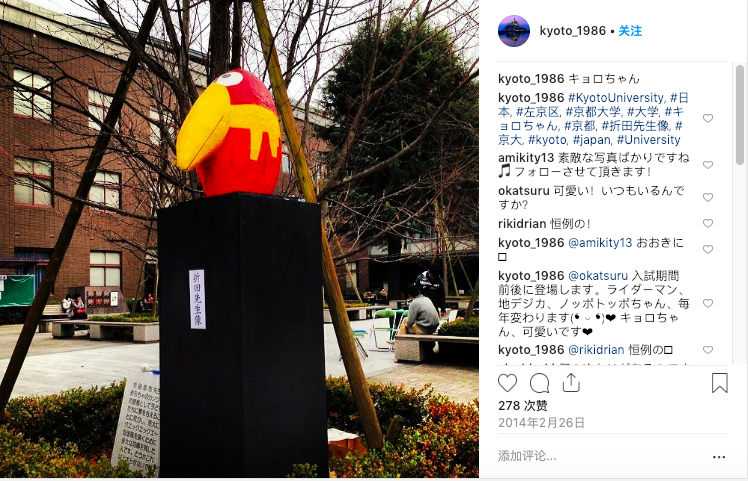 kyoto_1986 • 关注
kyoto_1986 キョロちゃん
kyoto_1986 #KyotoUniversity, #日
本, #左京区, #京都大学, #大学, #キ
ョロちゃん, #京都, #折田先生像, #
京大, #kyoto, #japan, #University
amikity13 素敵な写真ばかりですね
🎵フォローさせて頂きます!
okatsuru 可愛い! いつもいるんで
すか?
rikidrian 恒例の!
kyoto_1986 @amikity13 おおきに
□
kyoto_1986 @okatsuru 入試期間
前後に登場します。ライダーマン、
地デジカ、ノッポトッポちゃん、毎
年変わります(❛ ⌣ ❛)❤ キョロちゃ
ん、可愛いです❤
kyoto_1986 @rikidrian 恒例の□
278 次赞
2014年2月26日
添加评论...
折田先生像